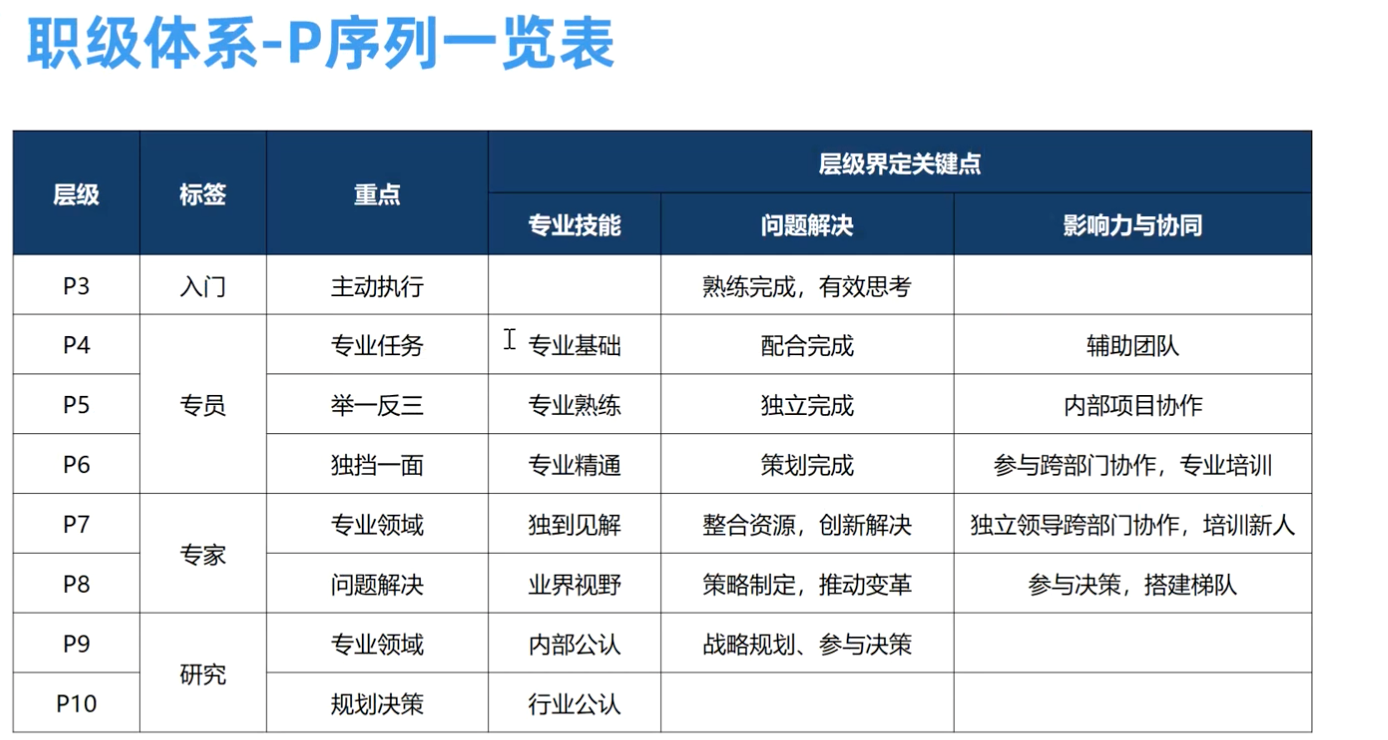 职级体系-P序列一览表
层级 标签 重点 层级界定关键点
专业技能 问题解决 影响力与协同
P3 入门 主动执行 熟练完成，有效思考
P4 专业任务 专业基础 配合完成 辅助团队
P5 专员 举一反三 专业熟练 独立完成 内部项目协作
P6 独挡一面 专业精通 策划完成 参与跨部门协作，专业培训
P7 专业领域 独到见解 整合资源，创新解决 独立领导跨部门协作，培训新人
专家
P8 问题解决 业界视野 策略制定，推动变革 参与决策，搭建梯队
P9 专业领域 内部公认 战略规划、参与决策
研究
P10 规划决策 行业公认